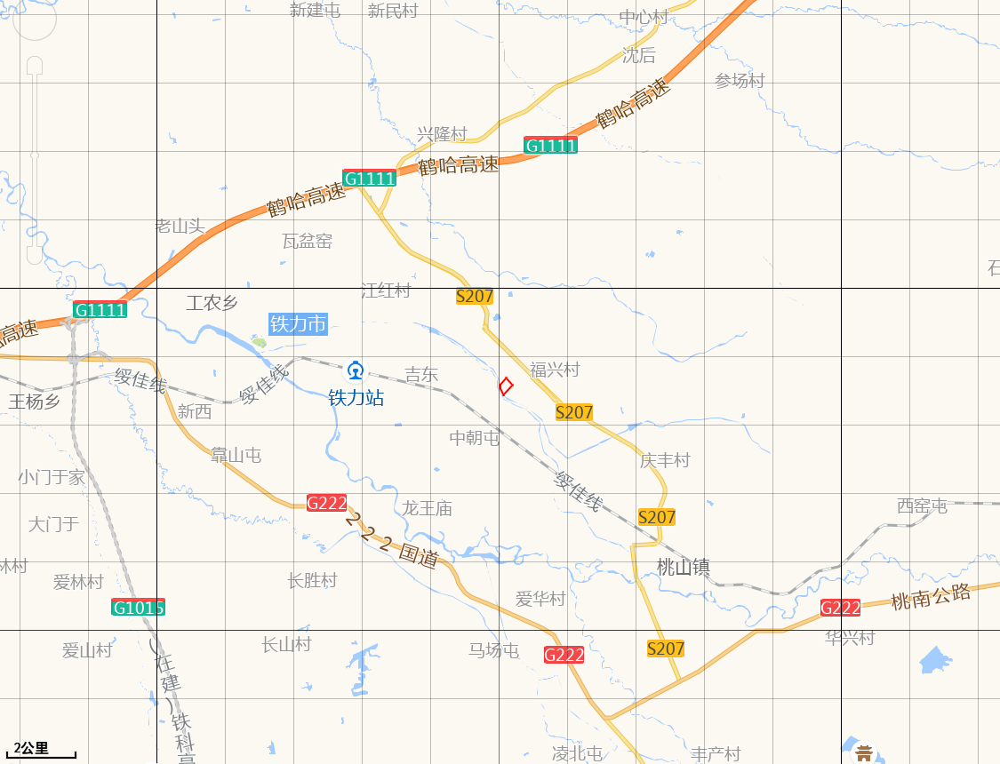 新建屯
新民村
中心村
沈后
参场村
鹤哈高速
兴隆村
G1111
鹤哈高速
G1111
鹤哈高速
老山头
瓦盆窑
石
江红村
S207
工农乡
G1111
铁力市
高速
绥佳线
绥佳线
吉东
福兴村
铁力站
王杨乡
新西
S207
中朝屯
靠山屯
庆丰村
小门于家
绥佳线
G222
龙王庙
西窑屯
S207
大门于
222国道
林村
桃山镇
爱林村
长胜村
爱华村
桃南公路
G1015
G222
华兴村
长山村
爱山村
马场屯
S207
G222
(在建)铁科高
2公里
凌北屯
丰产村